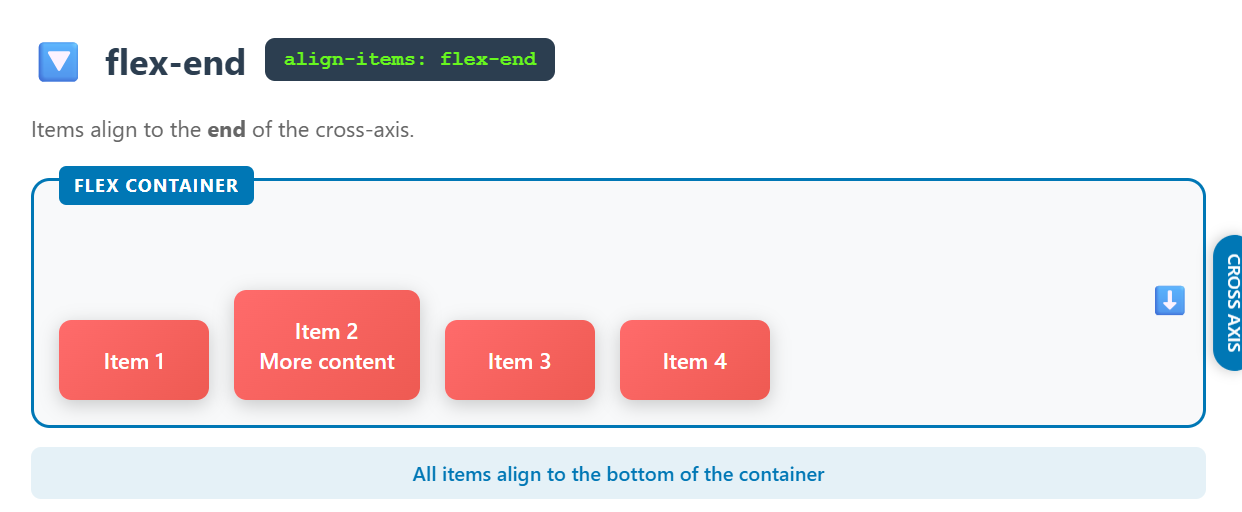 flex-end
align-items: flex-end
Items align to the end of the cross-axis.
FLEX CONTAINER
Item 1
Item 2
More content
Item 3
Item 4
CROSS AXIS
All items align to the bottom of the container